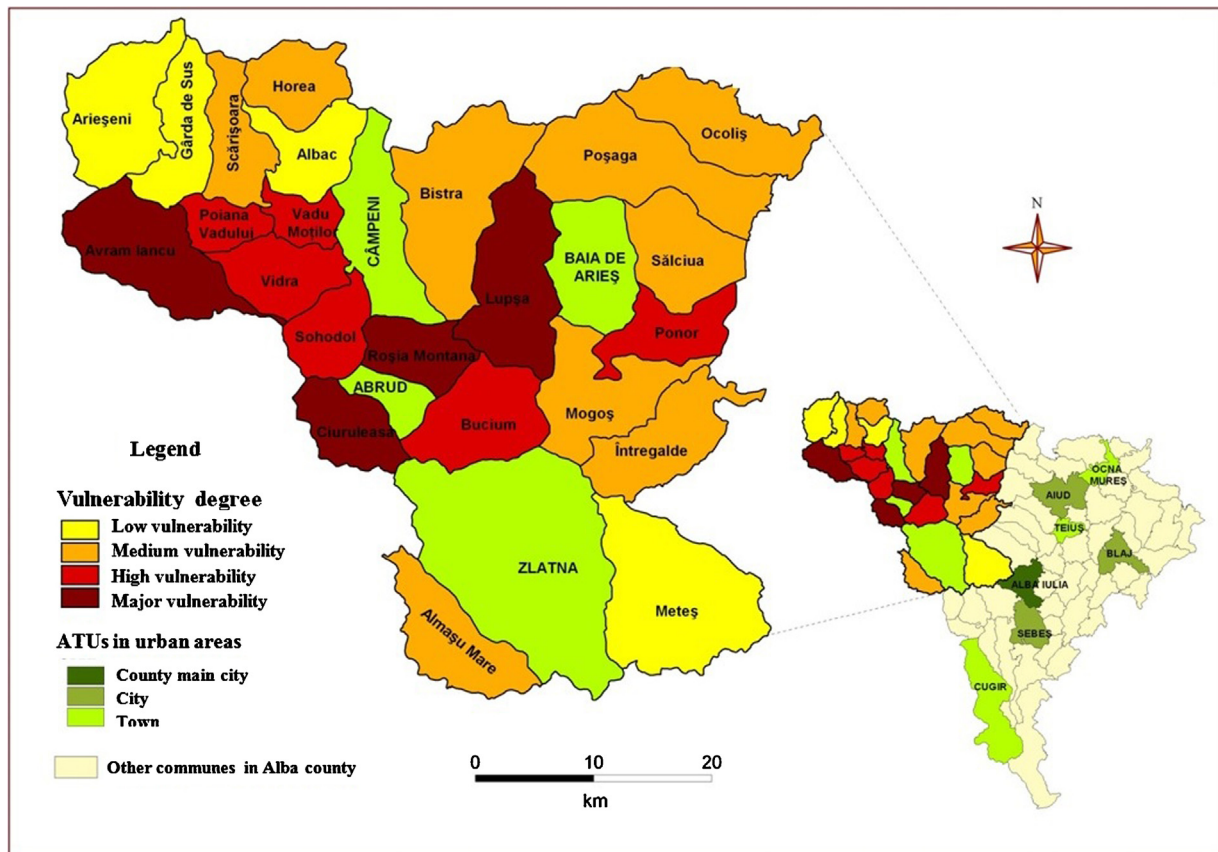 Arieşeni
Gârda de Sus
Scărişoara
Horea
Albac
CÂMPENI
Bistra
Poşaga
Ocoliş
Avram Iancu
Poiana
Vadului
Vadu
Moţilor
Vidra
Sohodol
Lupşa
BAIA DE
ARIEŞ
Sălciua
Ponor
Roşia Montana
ABRUD
Ciuruleasa
Bucium
Mogoş
Întregalde
ZLATNA
Meteş
Almaşu Mare
N
OCNA
MUREŞ
AIUD
TEIUŞ
BLAJ
ALBA IULIA
SEBEŞ
CUGIR
Legend
Vulnerability degree
Low vulnerability
Medium vulnerability
High vulnerability
Major vulnerability
ATUs in urban areas
County main city
City
Town
Other communes in Alba county
0 10 20
km